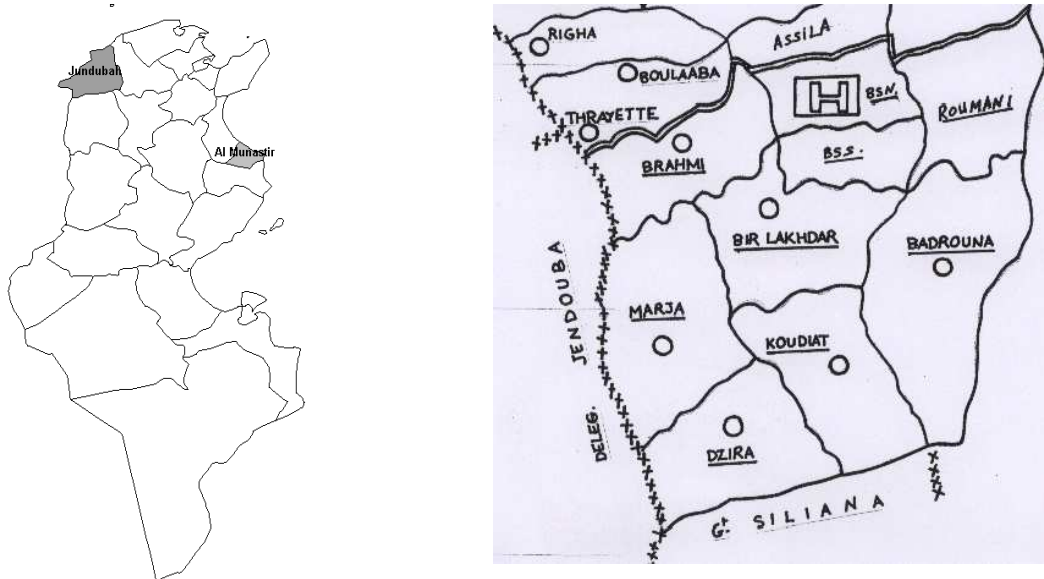 Jundubah
Al Munastir
RIGHA
ASSILA
BOULAABA
BSN.
ROUMANI
THRAYETTE
BRAHMI
BSS.
BIR LAKHDAR
BADROUNA
JENDOUBA
MARJA
KOUDIAT
DELEG.
DZIRA
Gt. SILIANA
H